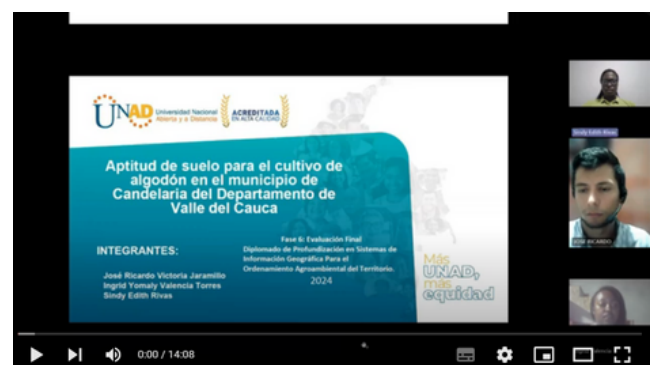 UNAD Universidad Nacional
Abierta y a Distancia
ACREDITADA
EN ALTA CALIDAD
Aptitud de suelo para el cultivo de
algodón en el municipio de
Candelaria del Departamento de
Valle del Cauca
INTEGRANTES:
José Ricardo Victoria Jaramillo
Ingrid Yomaly Valencia Torres
Sindy Edith Rivas
Fase 6: Evaluación Final
Diplomado de Profundización en Sistemas de
Información Geográfica Para el
Ordenamiento Agroambiental del Territorio.
2024
Más
UNAD,
más
equidad
Sindy Edith Rivas
JOSE RICARDO
0:00 / 14:08